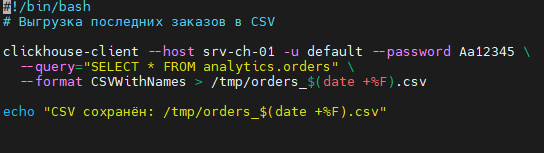 #!/bin/bash
# Выгрузка последних заказов в CSV
clickhouse-client --host srv-ch-01 -u default --password Aa12345 \
--query="SELECT * FROM analytics.orders" \
--format CSVWithNames > /tmp/orders_$(date +%F).csv
echo "CSV сохранён: /tmp/orders_$(date +%F).csv"